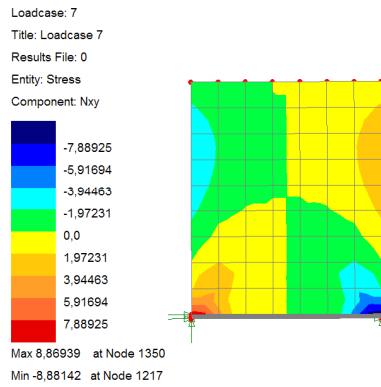 Loadcase: 7
Title: Loadcase 7
Results File: 0
Entity: Stress
Component: Nxy
-7,88925
-5,91694
-3,94463
-1,97231
0,0
1,97231
3,94463
5,91694
7,88925
Max 8,86939 at Node 1350
Min -8,88142 at Node 1217